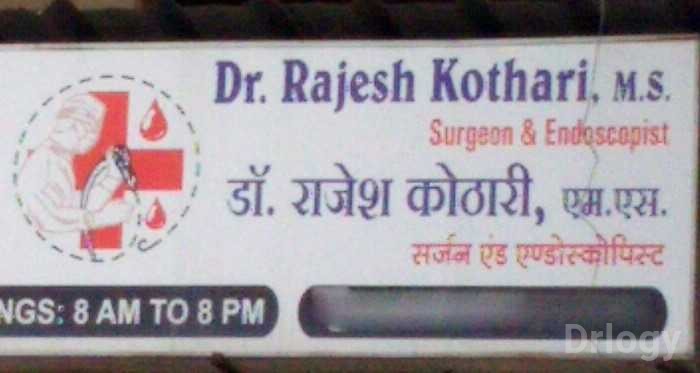 Dr. Rajesh Kothari, M.S.
Surgeon & Endoscopist
डॉ. राजेश कोठारी, एम.एस.
सर्जन एंड एण्डोस्कोपिस्ट
NGS: 8 AM TO 8 PM
Drlogy